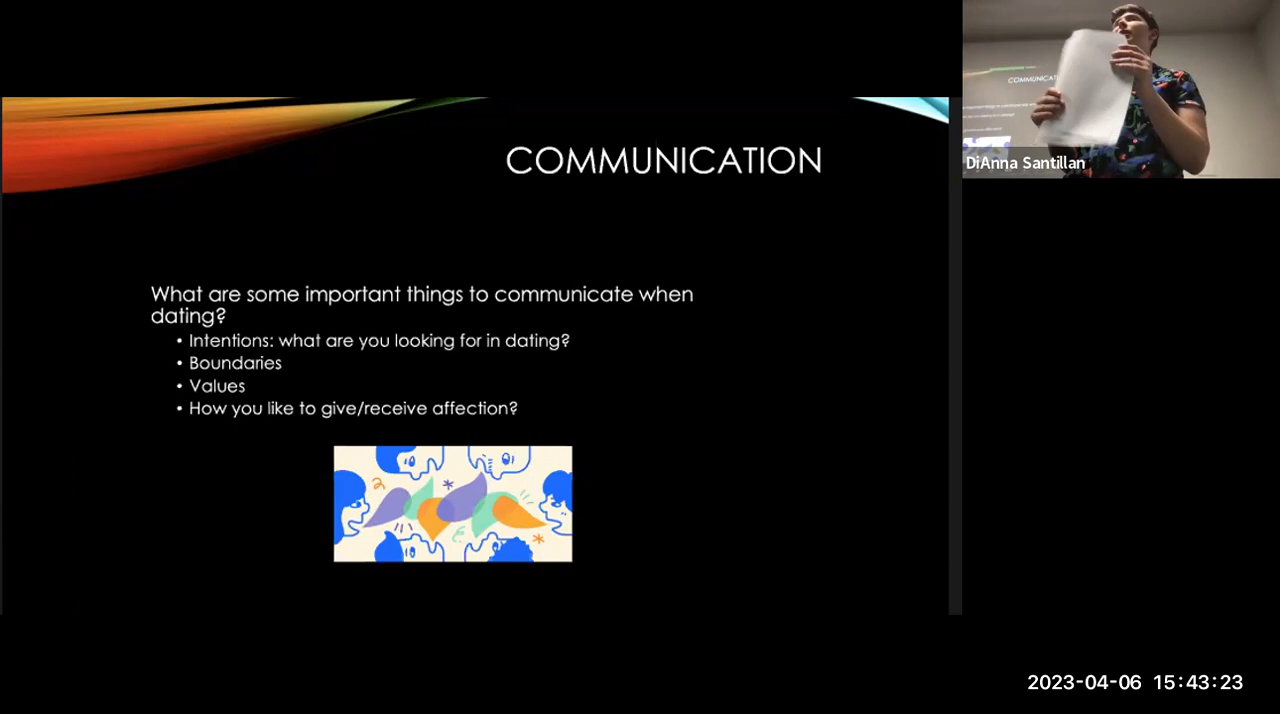 COMMUNICATION
What are some important things to communicate when
dating?
• Intentions: what are you looking for in dating?
• Boundaries
• Values
• How you like to give/receive affection?
DiAnna Santillan
2023-04-06 15:43:23